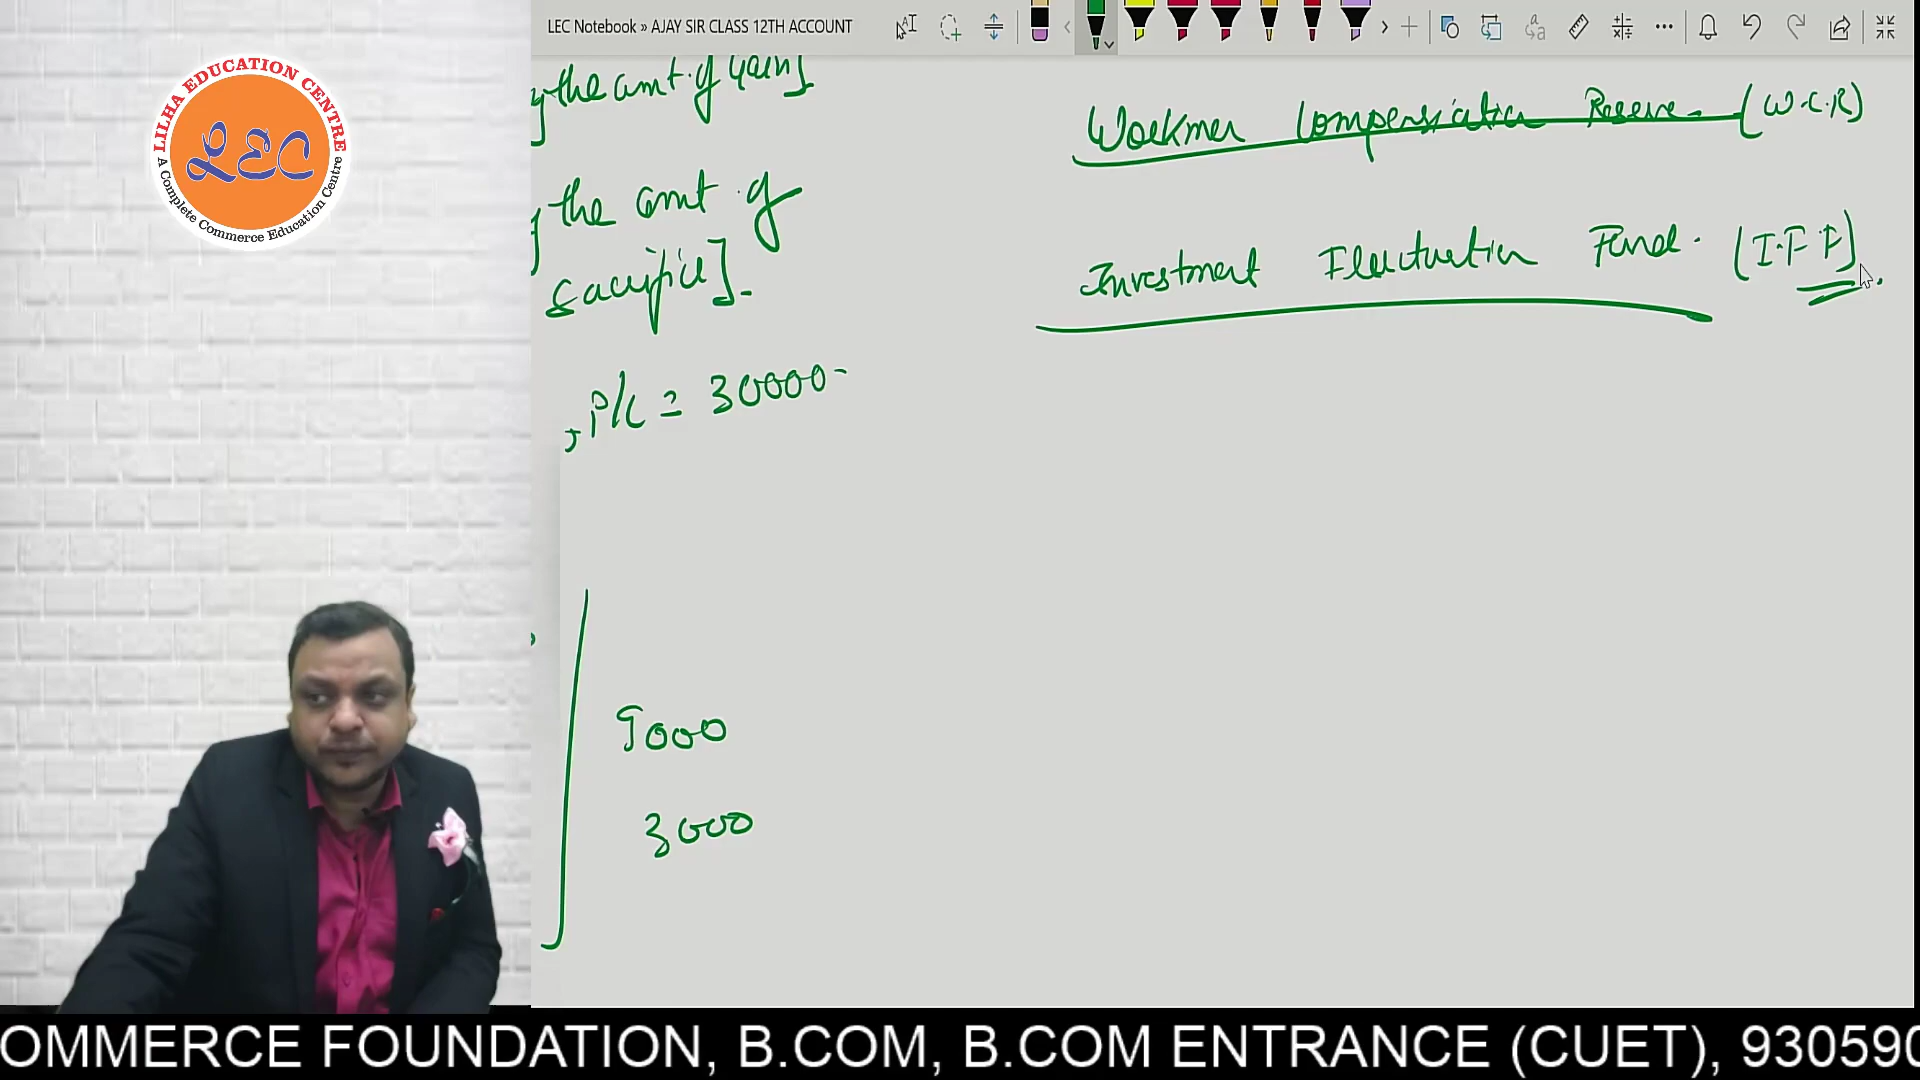 LEC Notebook » AJAY SIR CLASS 12TH ACCOUNT
LILHA EDUCATION CENTRE
LEC
A Complete Commerce Education Centre
the amt. of Gain]
the amt of
sacrifice].
P/L = 30000
9000
3000
Workmen Compensiation Reserve - (W.C.R)
Investment Fluctuation Fund. (I.F.F).
OMMERCE FOUNDATION, B.COM, B.COM ENTRANCE (CUET), 930590